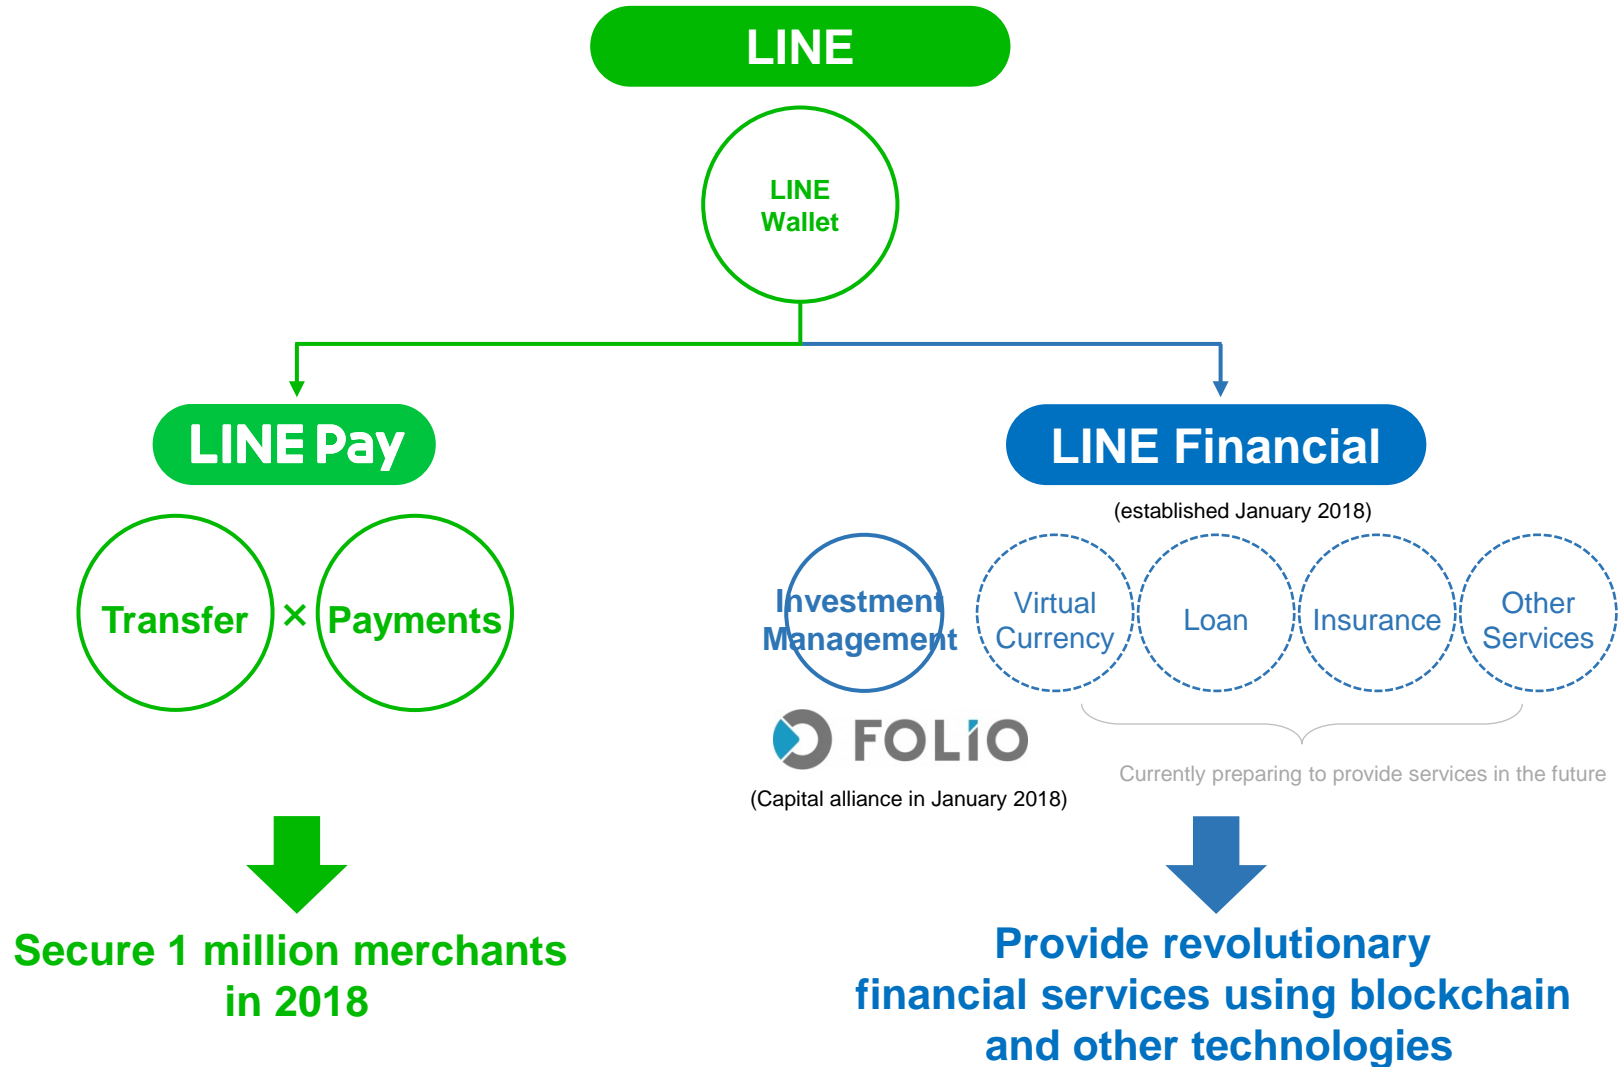 LINE
LINE
Wallet
LINE Pay
LINE Financial
(established January 2018)
Transfer × Payments
Investment
Management
Virtual
Currency
Loan
Insurance
Other
Services
FOLIO
(Capital alliance in January 2018)
Currently preparing to provide services in the future
Secure 1 million merchants
in 2018
Provide revolutionary
financial services using blockchain
and other technologies